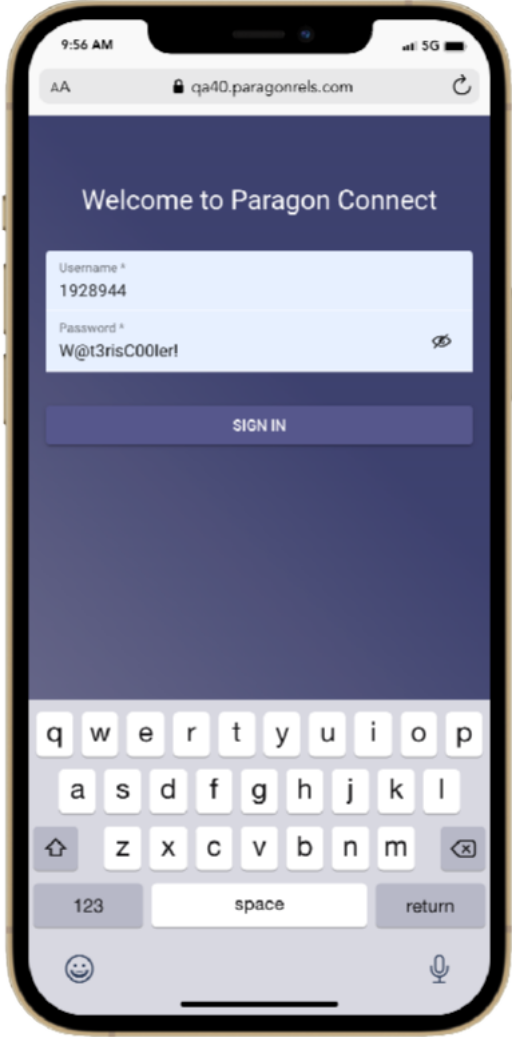 9:56 AM 5G
AA qa40.paragonrels.com
Welcome to Paragon Connect
Username *
1928944
Password *
W@t3risC00ler!
SIGN IN
q w e r t y u i o p
a s d f g h j k l
z x c v b n m
123 space return